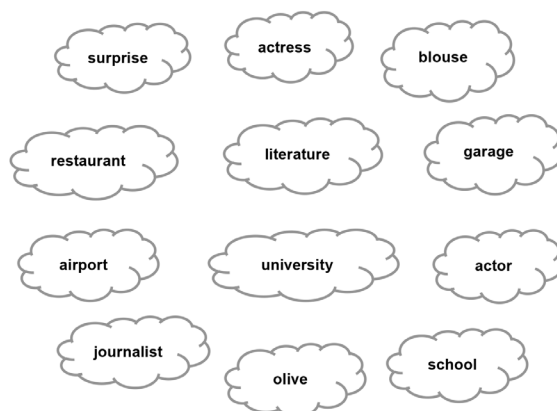 surprise
actress
blouse
restaurant
literature
garage
airport
university
actor
journalist
olive
school